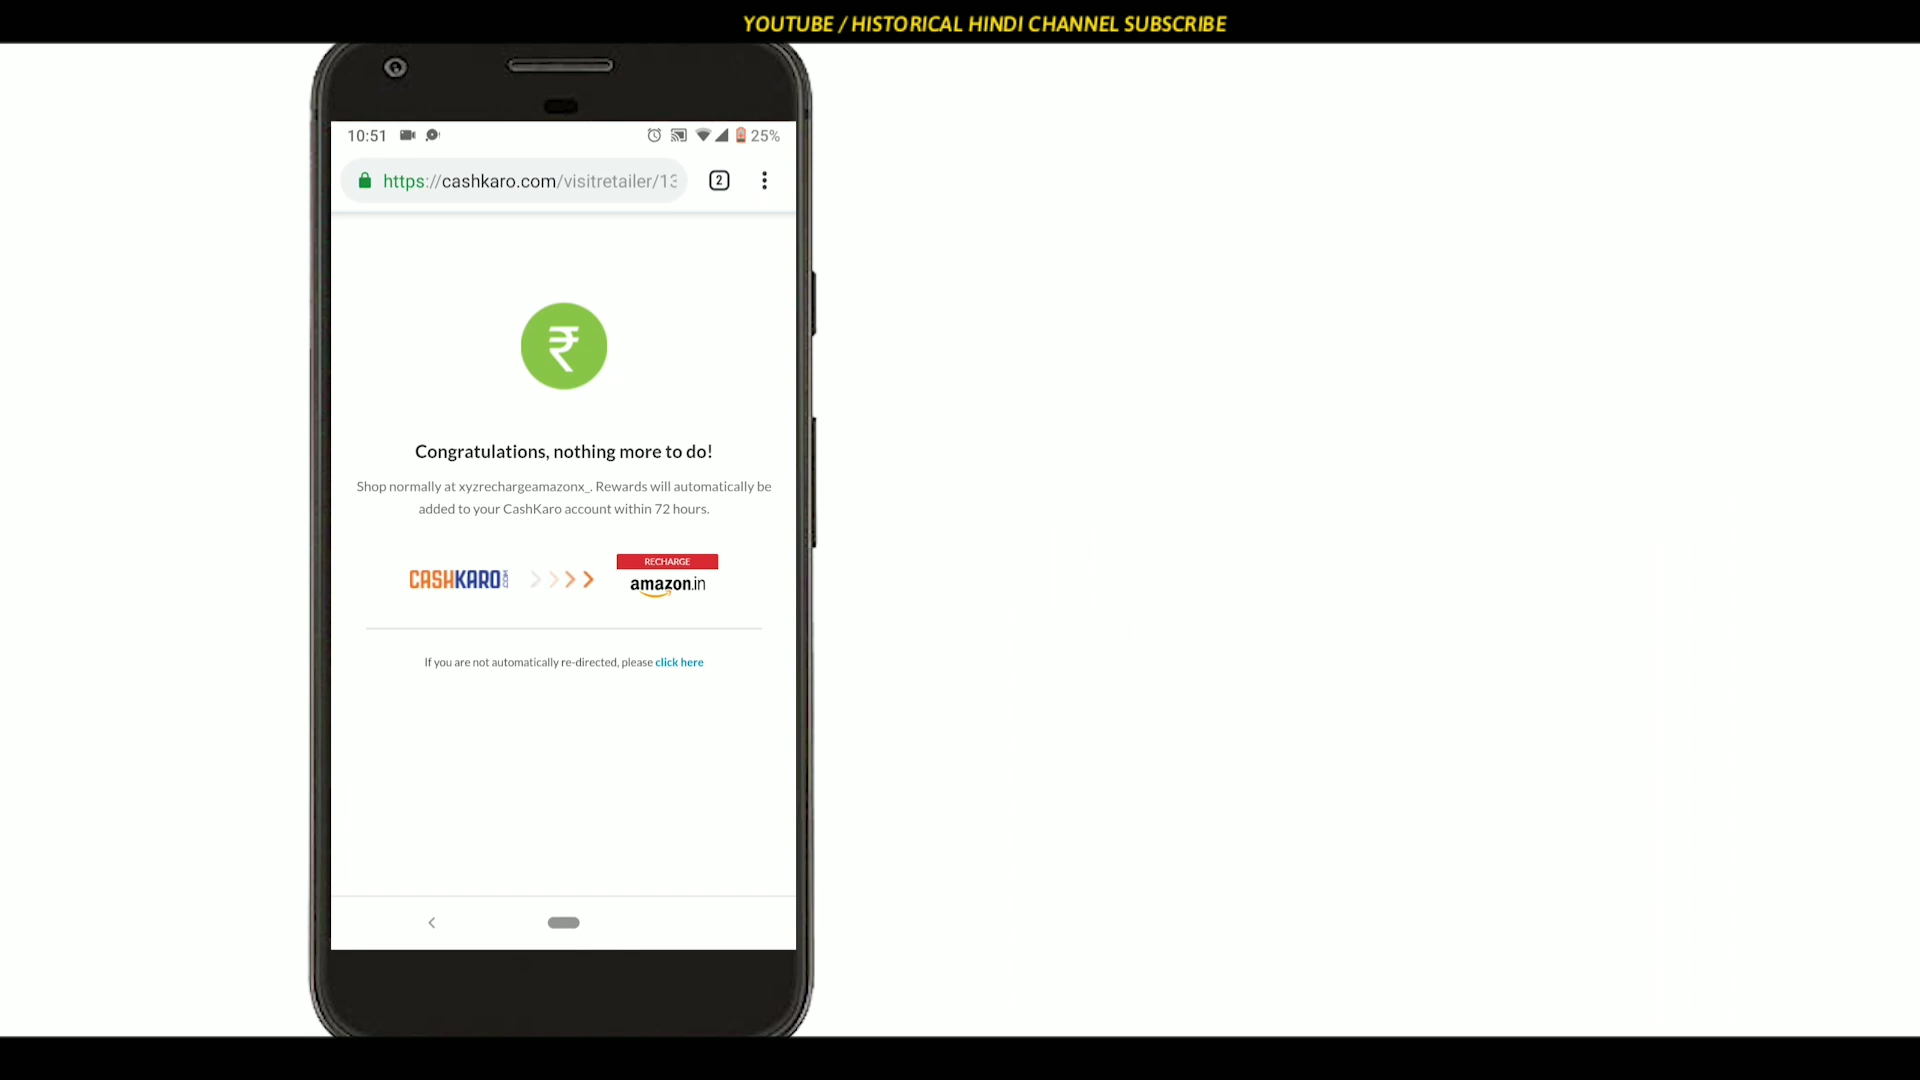 YOUTUBE / HISTORICAL HINDI CHANNEL SUBSCRIBE
10:51
25%
https://cashkaro.com/visitretailer/13
2
₹
Congratulations, nothing more to do!
Shop normally at xyzrechargeamazonx_. Rewards will automatically be
added to your CashKaro account within 72 hours.
CASHKARO.COM
RECHARGE
amazon.in
If you are not automatically re-directed, please click here